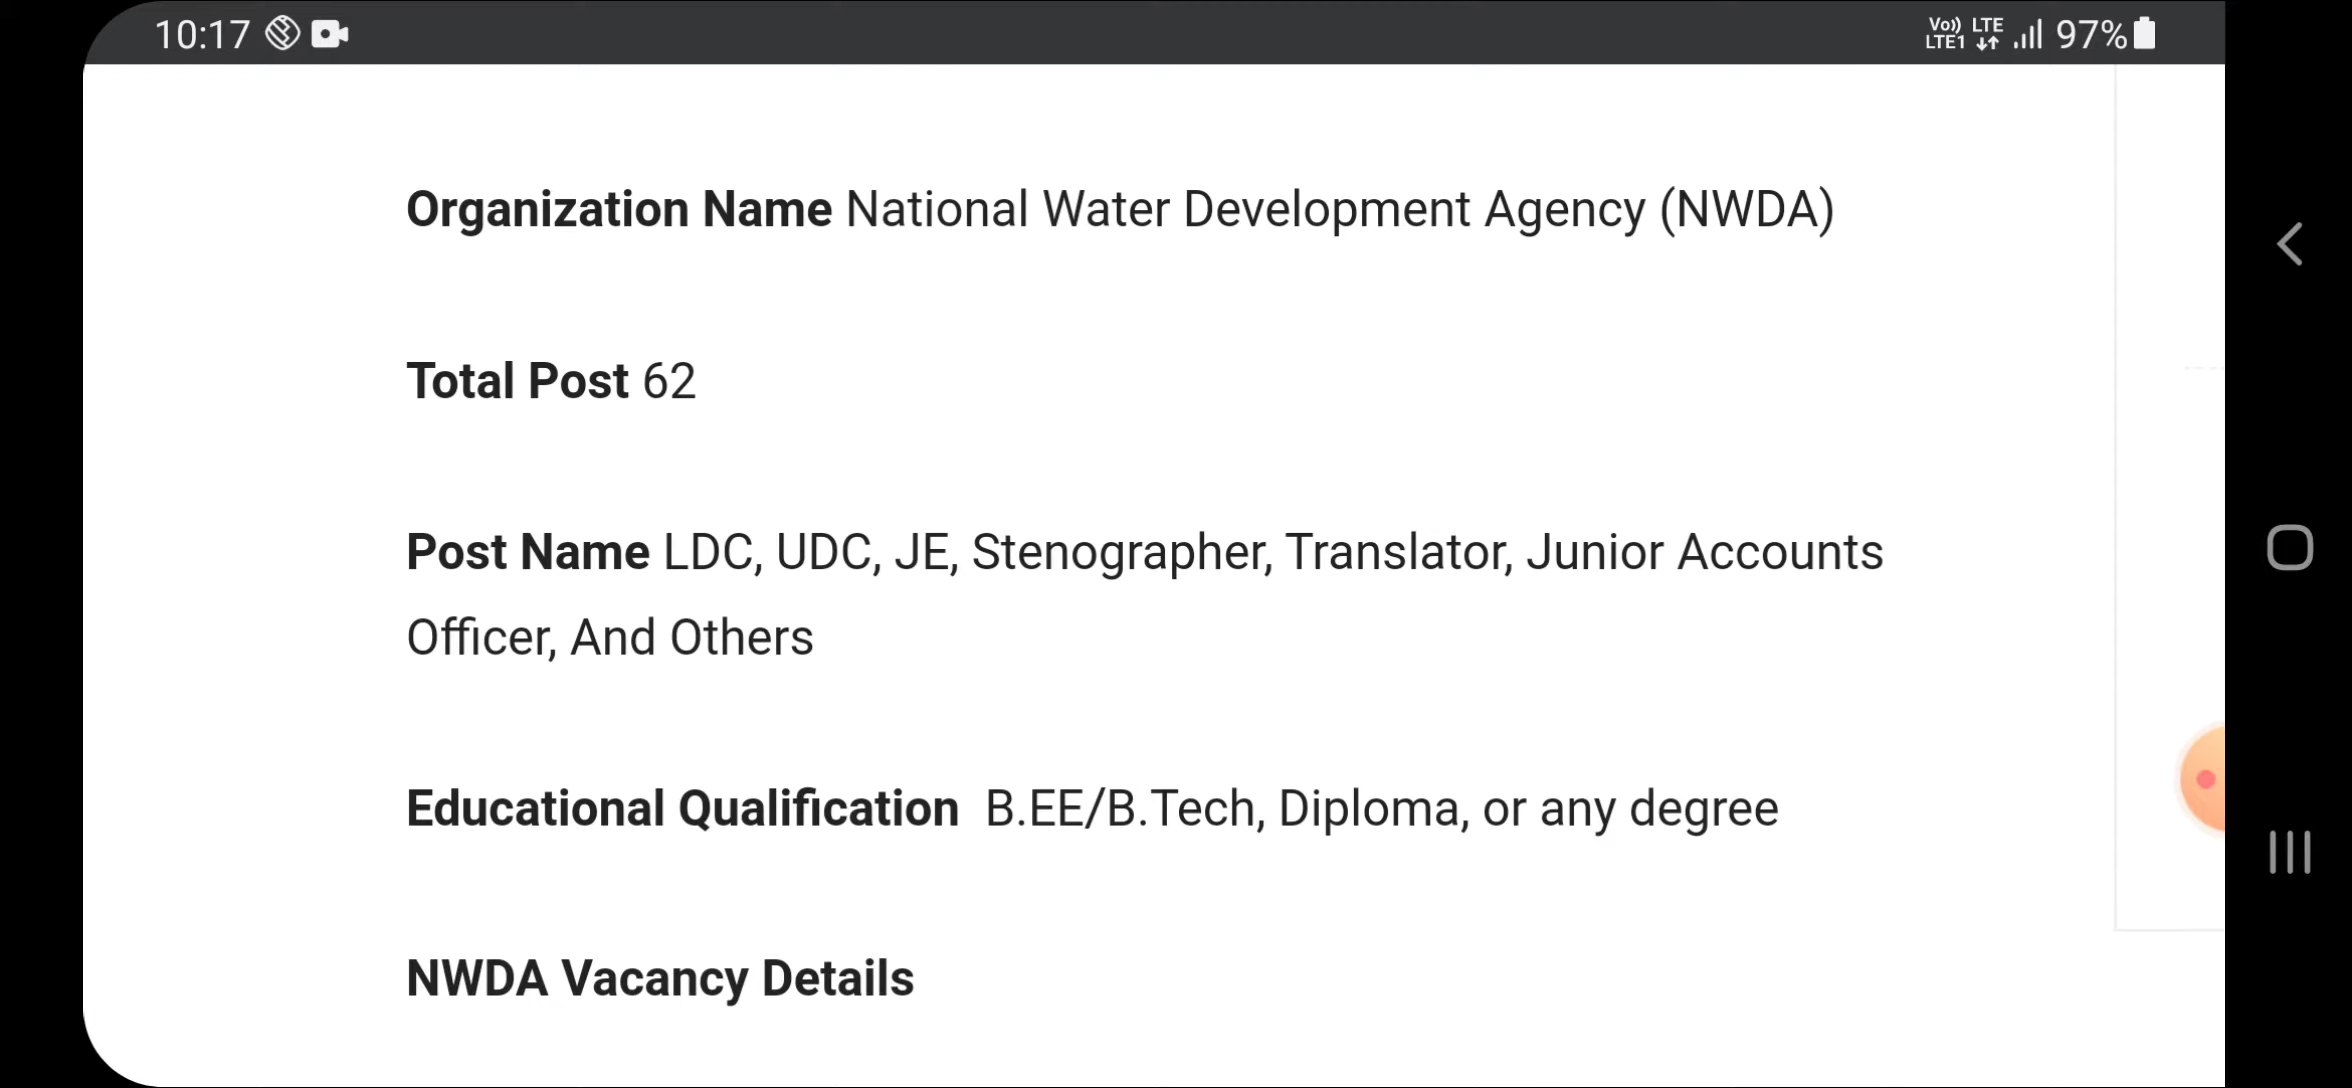 10:17
Vo)) LTE
LTE1
97%
Organization Name National Water Development Agency (NWDA)
Total Post 62
Post Name LDC, UDC, JE, Stenographer, Translator, Junior Accounts
Officer, And Others
Educational Qualification B.EE/B.Tech, Diploma, or any degree
NWDA Vacancy Details